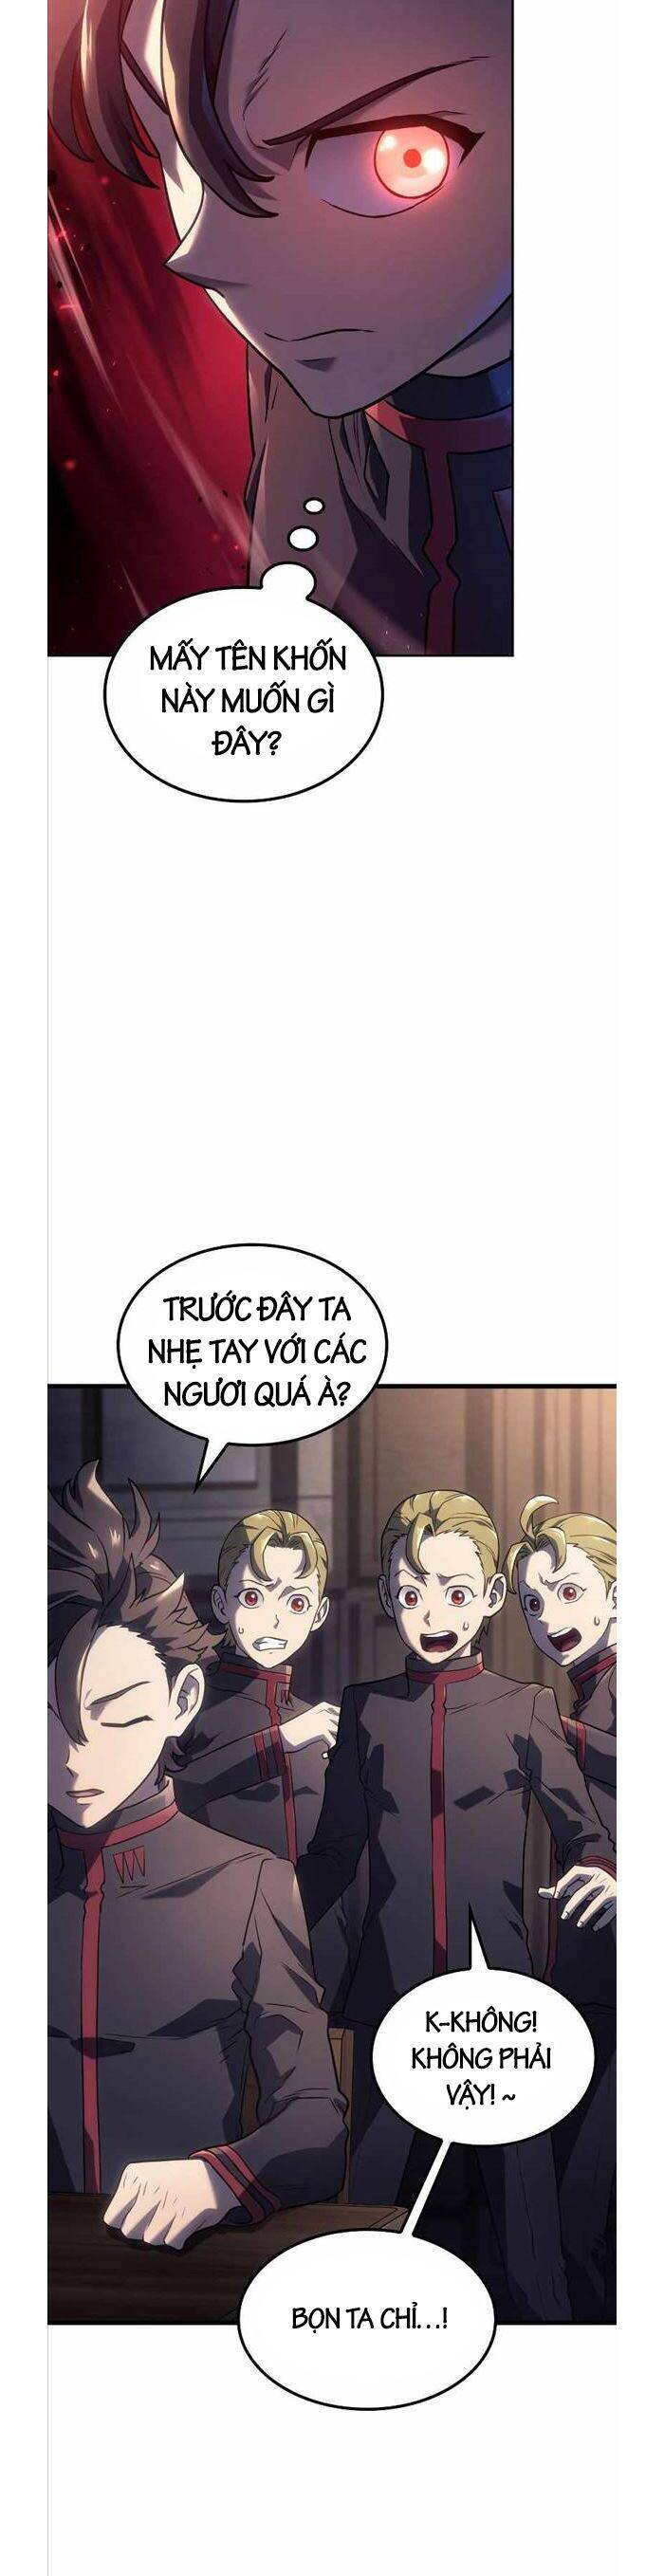 MẤY TÊN KHỐN
NÀY MUỐN GÌ
ĐÂY?
TRƯỚC ĐÂY TA
NHẸ TAY VỚI CÁC
NGƯƠI QUÁ À?
K-KHÔNG!
KHÔNG PHẢI
VẬY! ~
BỌN TA CHỈ...!